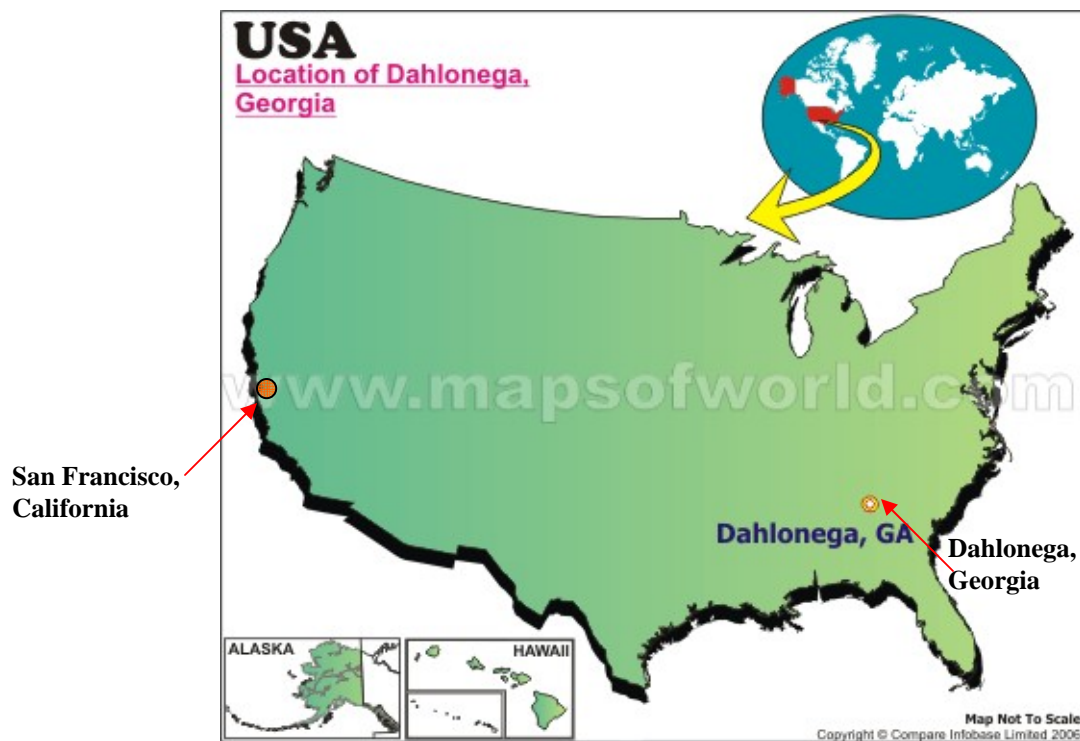 USA
Location of Dahlonega,
Georgia
www.mapsofworld.com
San Francisco,
California
Dahlonega, GA
Dahlonega,
Georgia
ALASKA
HAWAII
Map Not To Scale
Copyright © Compare Infobase Limited 2006